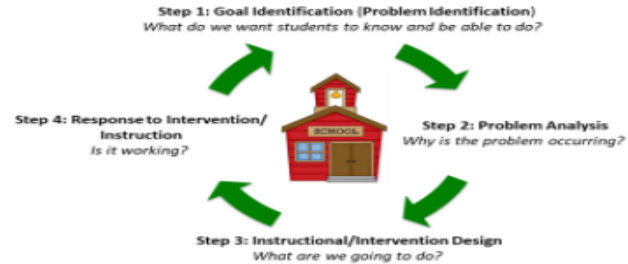 Step 1: Goal Identification (Problem Identification)
What do we want students to know and be able to do?
Step 4: Response to Intervention/
Instruction
Is it working?
SCHOOL
Step 2: Problem Analysis
Why is the problem occurring?
Step 3: Instructional/Intervention Design
What are we going to do?